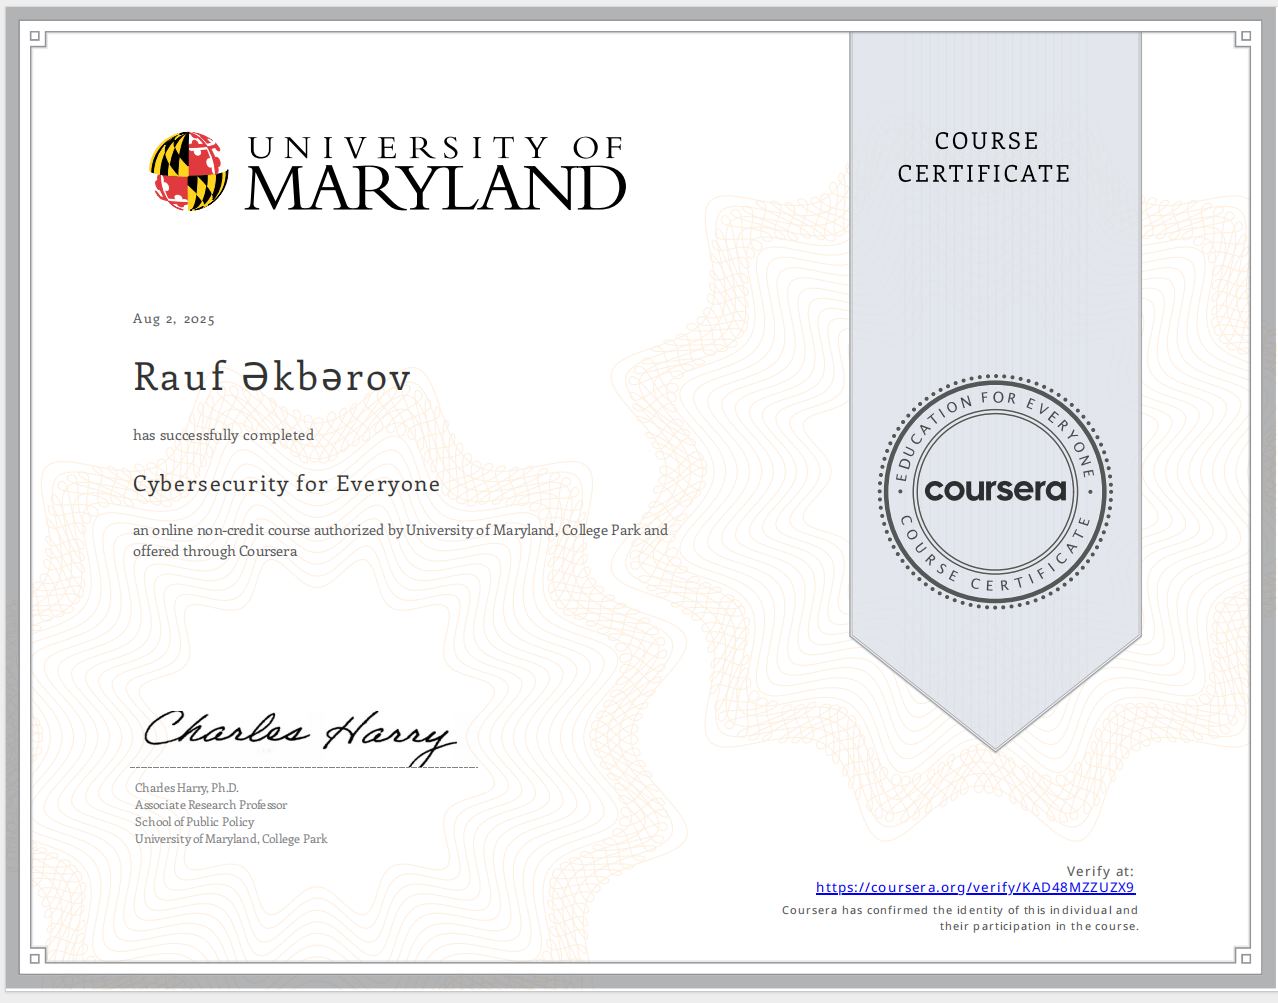 UNIVERSITY OF
MARYLAND
COURSE
CERTIFICATE
Aug 2, 2025
Rauf Əkbərov
has successfully completed
Cybersecurity for Everyone
an online non-credit course authorized by University of Maryland, College Park and
offered through Coursera
EDUCATION FOR EVERYONE
coursera
COURSE CERTIFICATE
Charles Harry
Charles Harry, Ph.D.
Associate Research Professor
School of Public Policy
University of Maryland, College Park
Verify at:
https://coursera.org/verify/KAD48MZZUZX9
Coursera has confirmed the identity of this individual and
their participation in the course.